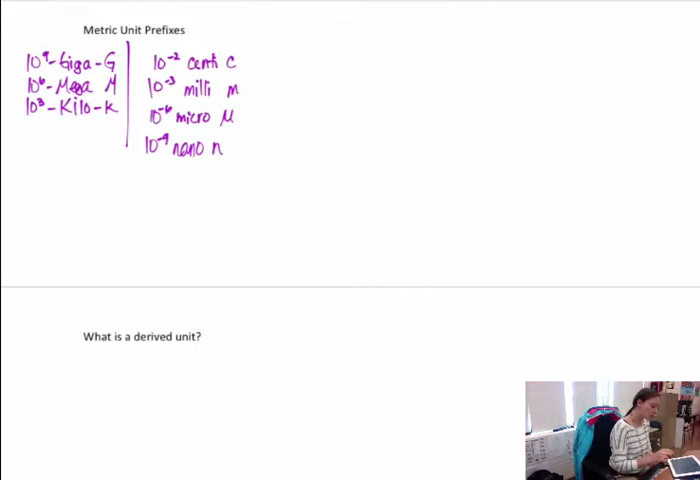 Metric Unit Prefixes
10⁹-Giga-G
10⁶-Mega M
10³-Kilo-K
10⁻² centi c
10⁻³ milli m
10⁻⁶ micro μ
10⁻⁹ nano n
What is a derived unit?